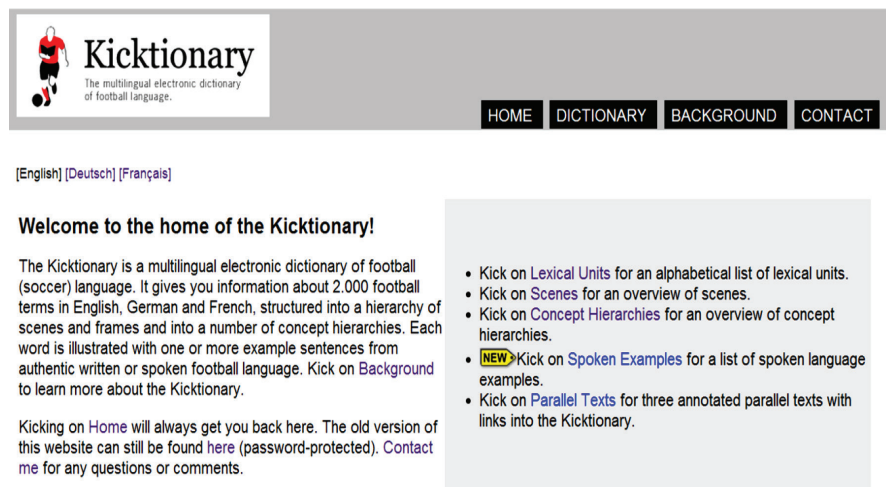 Kicktionary
The multilingual electronic dictionary
of football language.
HOME DICTIONARY BACKGROUND CONTACT
[English] [Deutsch] [Français]
Welcome to the home of the Kicktionary!
The Kicktionary is a multilingual electronic dictionary of football
(soccer) language. It gives you information about 2.000 football
terms in English, German and French, structured into a hierarchy of
scenes and frames and into a number of concept hierarchies. Each
word is illustrated with one or more example sentences from
authentic written or spoken football language. Kick on Background
to learn more about the Kicktionary.
Kicking on Home will always get you back here. The old version of
this website can still be found here (password-protected). Contact
me for any questions or comments.
• Kick on Lexical Units for an alphabetical list of lexical units.
• Kick on Scenes for an overview of scenes.
• Kick on Concept Hierarchies for an overview of concept
hierarchies.
• NEW Kick on Spoken Examples for a list of spoken language
examples.
• Kick on Parallel Texts for three annotated parallel texts with
links into the Kicktionary.